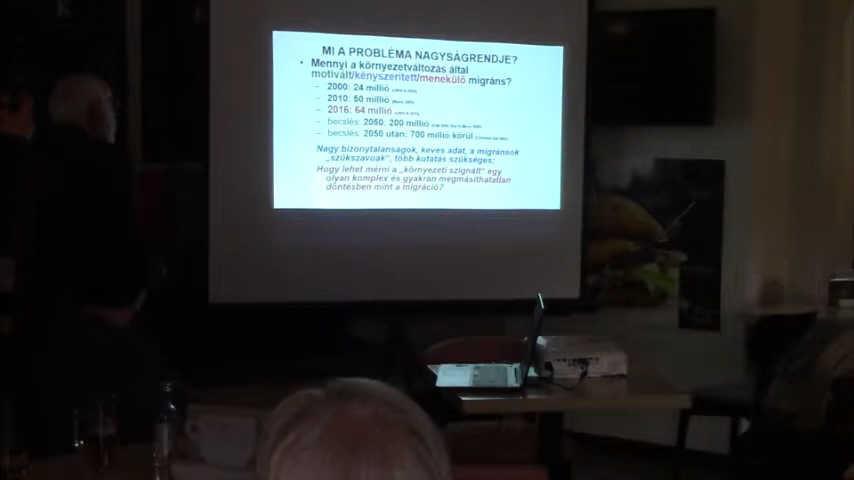 MI A PROBLÉMA NAGYSÁGRENDJE?
• Mennyi a környezetváltozás által
motivált/kényszerített/menekülő migráns?
– 2000: 24 millió
– 2010: 50 millió
– 2016: 64 millió
– becslés: 2050: 200 millió
– becslés: 2050 után: 700 millió körül
Nagy bizonytalanságok, kevés adat, a migránsok
„szűkszavúak”, több kutatás szükséges;
Hogy lehet mérni a „környezeti szignált” egy
olyan komplex és gyakran megmásíthatatlan
döntésben mint a migráció?